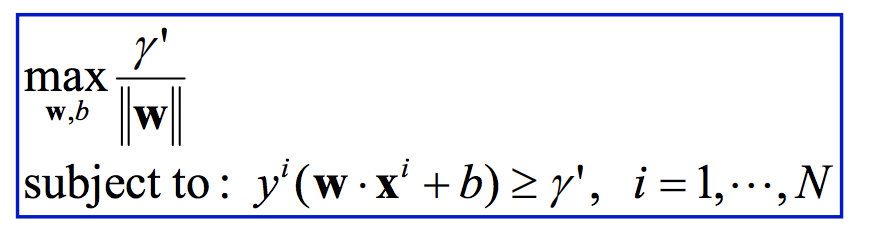 max_{w,b} γ' / ‖w‖
subject to : y^i (w · x^i + b) ≥ γ', i = 1, ⋯, N